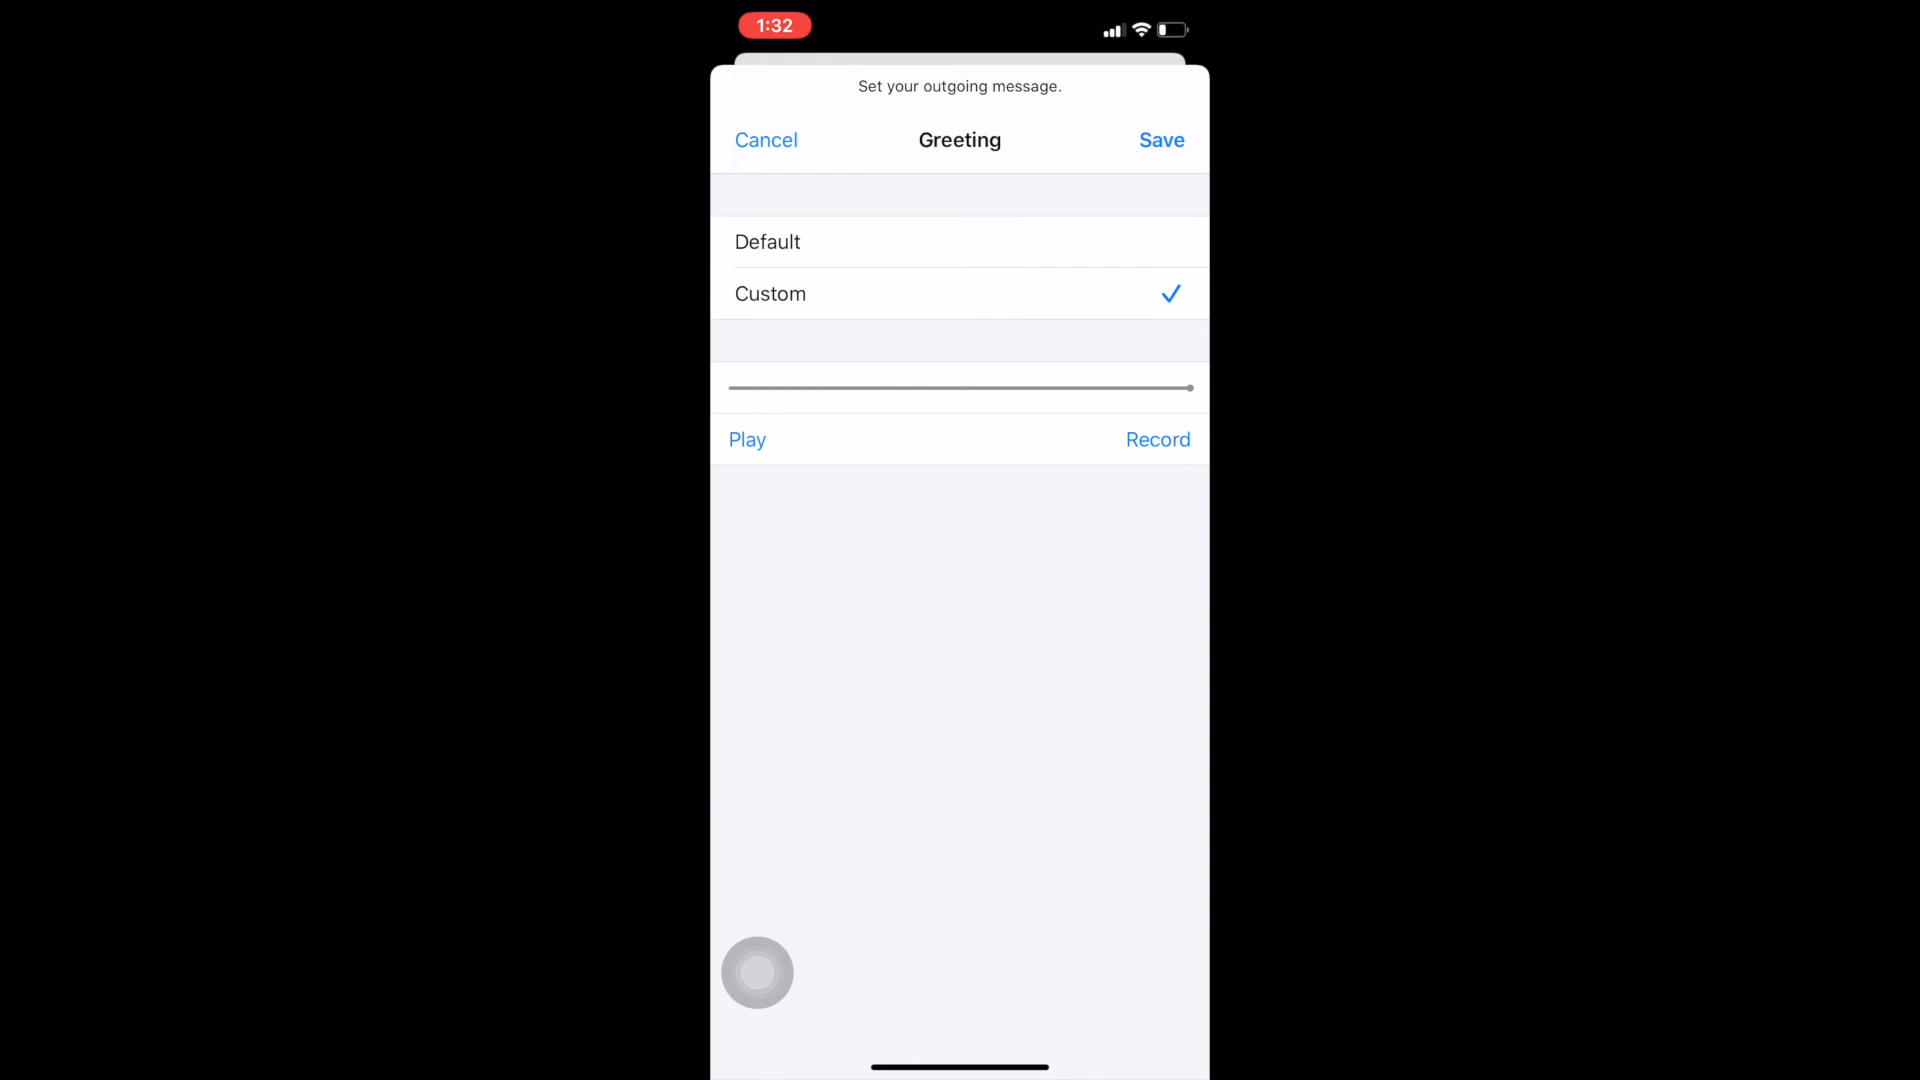 1:32
Set your outgoing message.
Cancel
Greeting
Save
Default
Custom
Play
Record